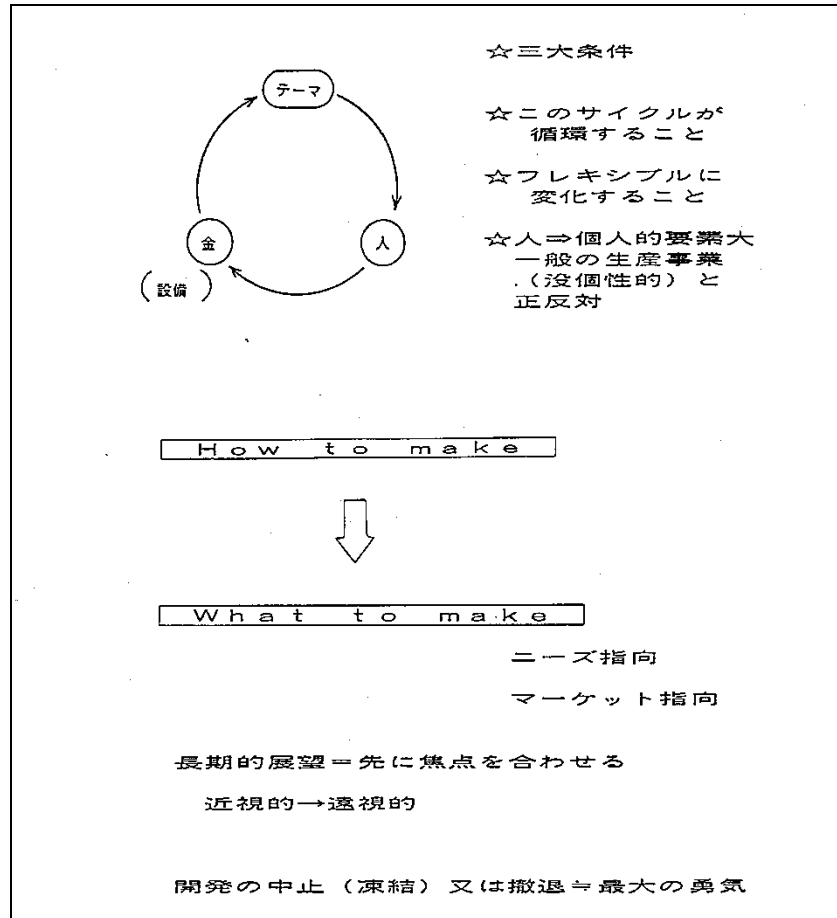 テーマ
人
金
（設備）
☆三大条件
☆このサイクルが
循環すること
☆フレキシブルに
変化すること
☆人⇒個人的要素大
一般の生産事業
（没個性的）と
正反対
How to make
What to make
ニーズ指向
マーケット指向
長期的展望＝先に焦点を合わせる
近視的→遠視的
開発の中止（凍結）又は撤退≒最大の勇気